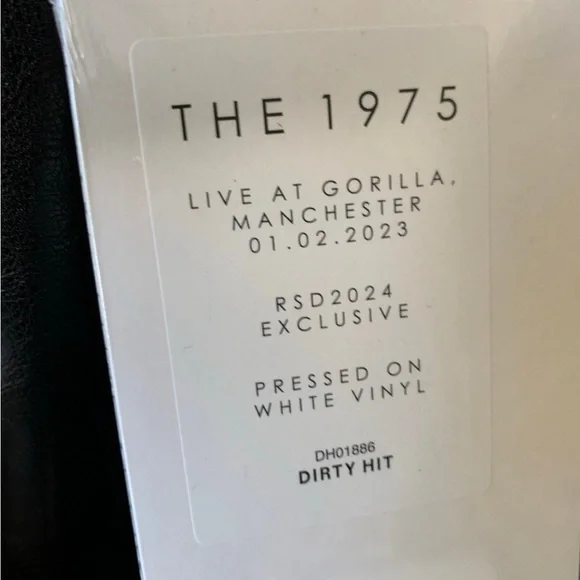 THE 1975
LIVE AT GORILLA,
MANCHESTER
01.02.2023
RSD2024
EXCLUSIVE
PRESSED ON
WHITE VINYL
DH01886
DIRTY HIT